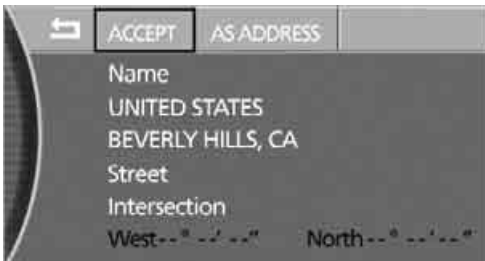 ACCEPT AS ADDRESS
Name
UNITED STATES
BEVERLY HILLS, CA
Street
Intersection
West--°--'--" North--°--'--"